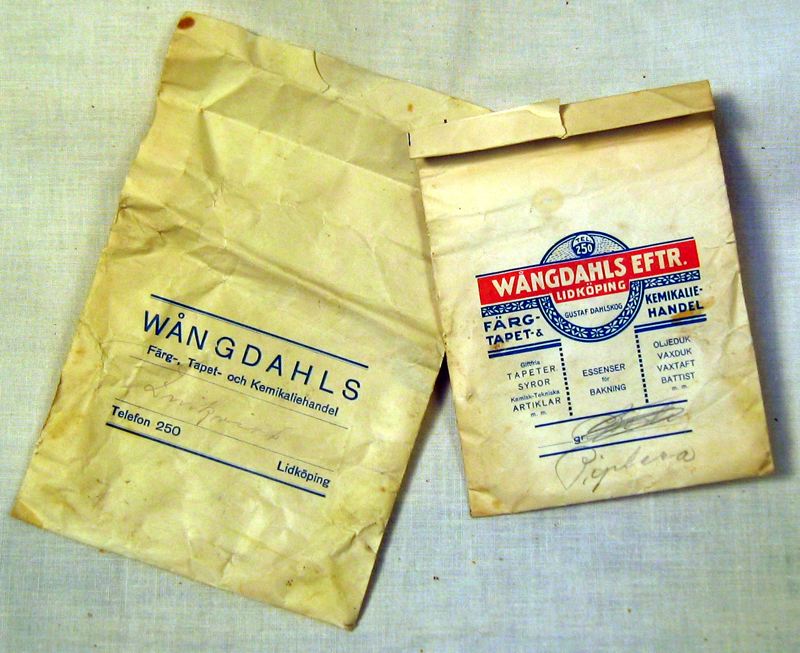 WÅNGDAHLS
Färg-, Tapet- och Kemikaliehandel
Telefon 250
Lidköping
TEL.
250
WÅNGDAHLS EFTR.
LIDKÖPING
GUSTAF DAHLSKOG
FÄRG-
TAPET- &
KEMIKALIE-
HANDEL
Giftfria
TAPETER
SYROR
Kemisk-Tekniska
ARTIKLAR
m. m.
ESSENSER
för
BAKNING
OLJEDUK
VAXDUK
VAXTAFT
BATTIST
m. m.
gr